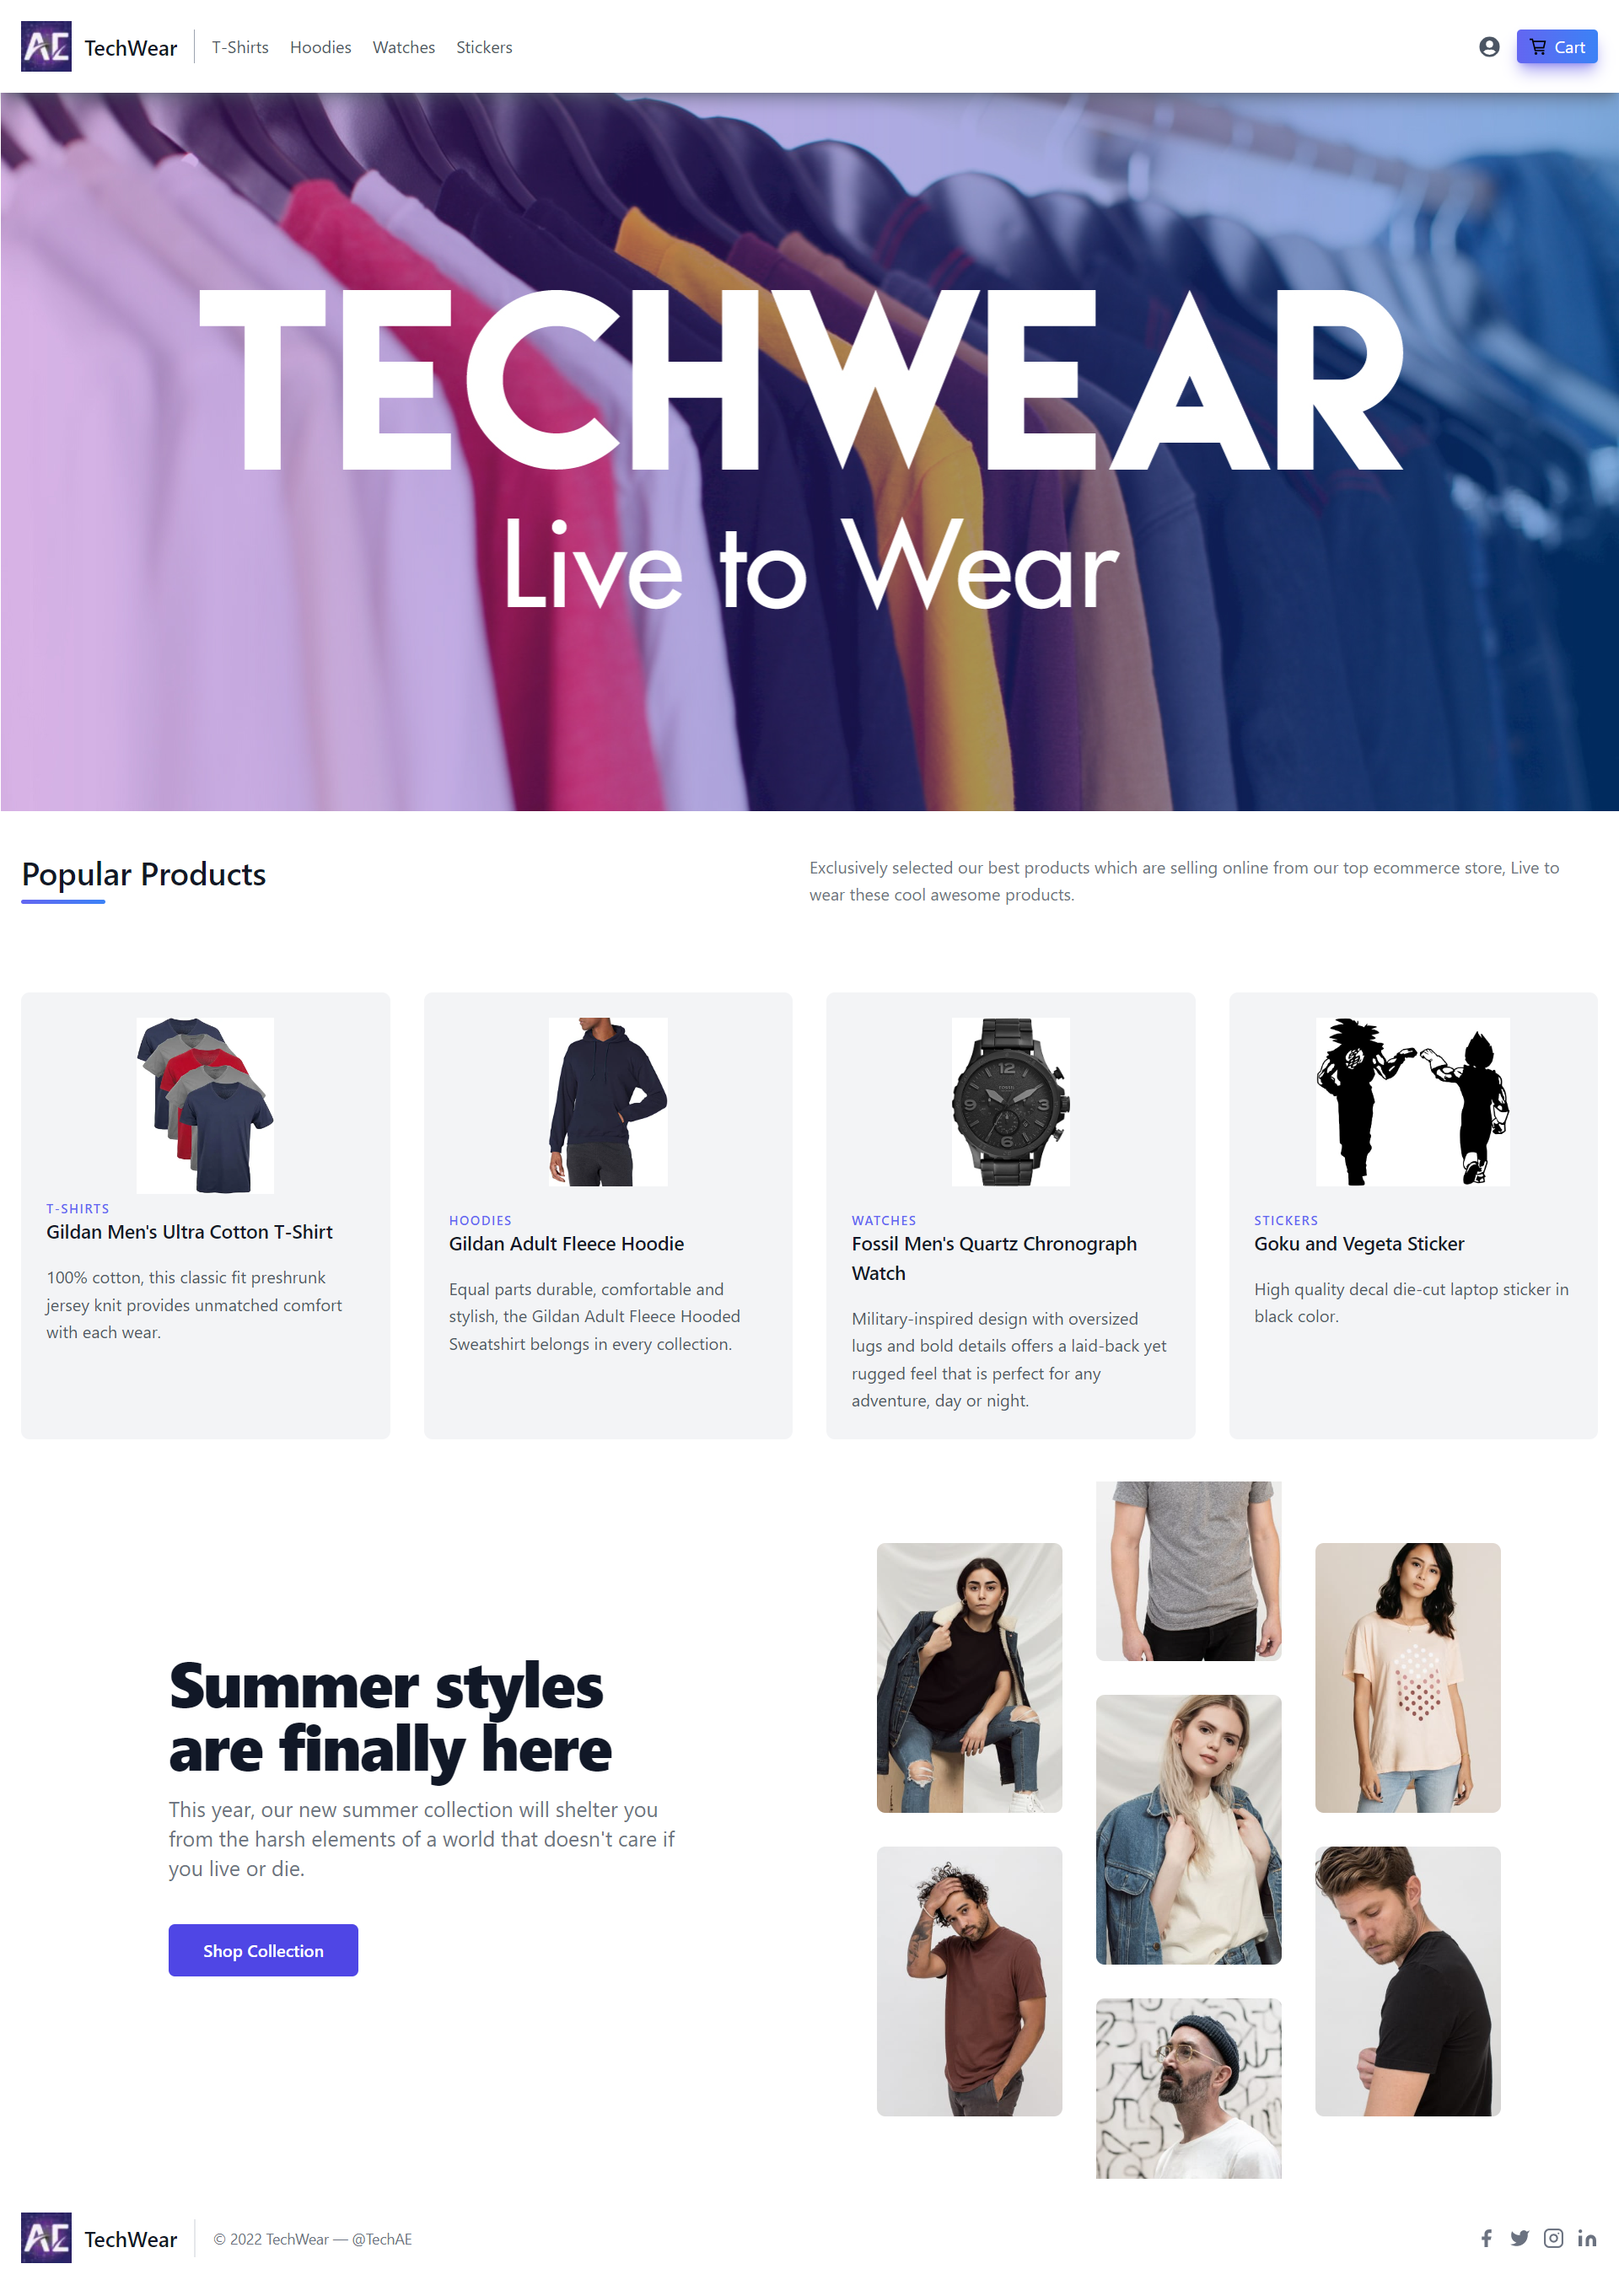 AE TechWear T-Shirts Hoodies Watches Stickers Cart
TECHWEAR
Live to Wear
Popular Products
Exclusively selected our best products which are selling online from our top ecommerce store, Live to
wear these cool awesome products.
T-SHIRTS
Gildan Men's Ultra Cotton T-Shirt
100% cotton, this classic fit preshrunk
jersey knit provides unmatched comfort
with each wear.
HOODIES
Gildan Adult Fleece Hoodie
Equal parts durable, comfortable and
stylish, the Gildan Adult Fleece Hooded
Sweatshirt belongs in every collection.
12
3
6
9
WATCHES
Fossil Men's Quartz Chronograph
Watch
Military-inspired design with oversized
lugs and bold details offers a laid-back yet
rugged feel that is perfect for any
adventure, day or night.
STICKERS
Goku and Vegeta Sticker
High quality decal die-cut laptop sticker in
black color.
Summer styles
are finally here
This year, our new summer collection will shelter you
from the harsh elements of a world that doesn't care if
you live or die.
Shop Collection
AE TechWear © 2022 TechWear — @TechAE